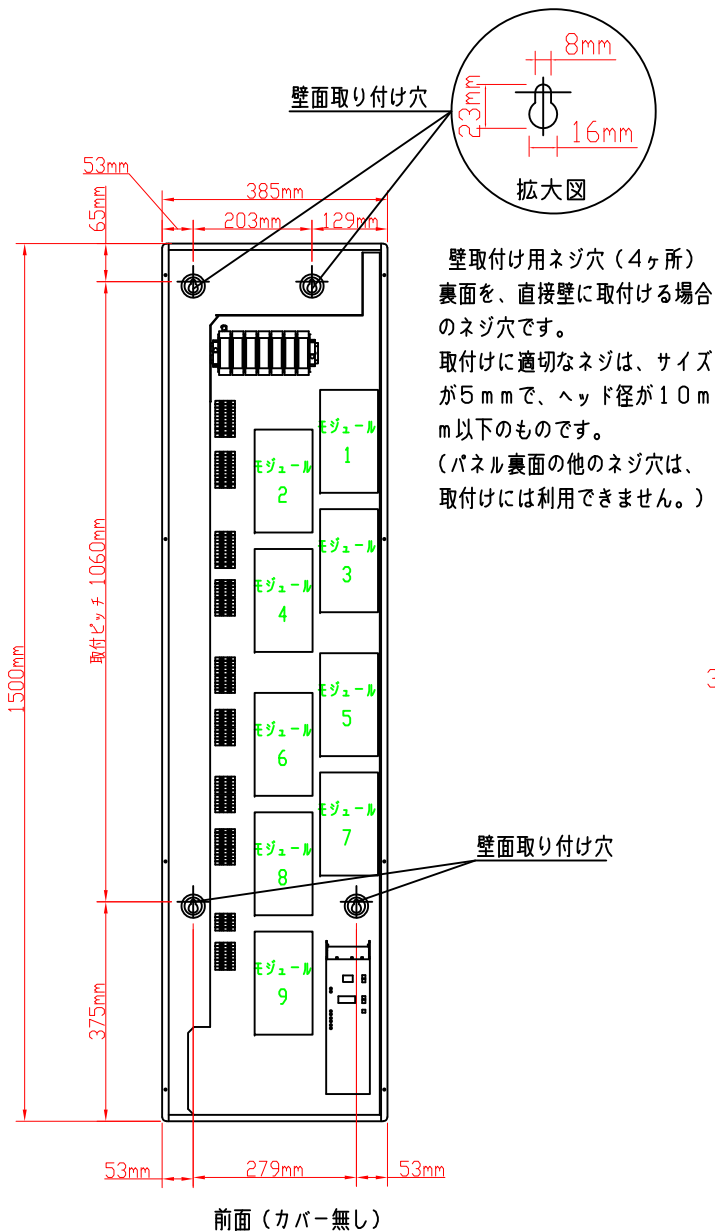 8mm
壁面取り付け穴
23mm
16mm
拡大図
53mm
385mm
65mm
203mm
129mm
壁取付け用ネジ穴（4ヶ所）
裏面を、直接壁に取付ける場合
のネジ穴です。
取付けに適切なネジは、サイズ
が5mmで、ヘッド径が10m
m以下のものです。
(パネル裏面の他のネジ穴は、
取付けには利用できません。)
モジュール
1
モジュール
2
モジュール
3
モジュール
4
取付ピッチ 1060mm
1500mm
3
モジュール
5
モジュール
6
モジュール
7
モジュール
8
壁面取り付け穴
モジュール
9
375mm
53mm
279mm
53mm
前面（カバー無し）